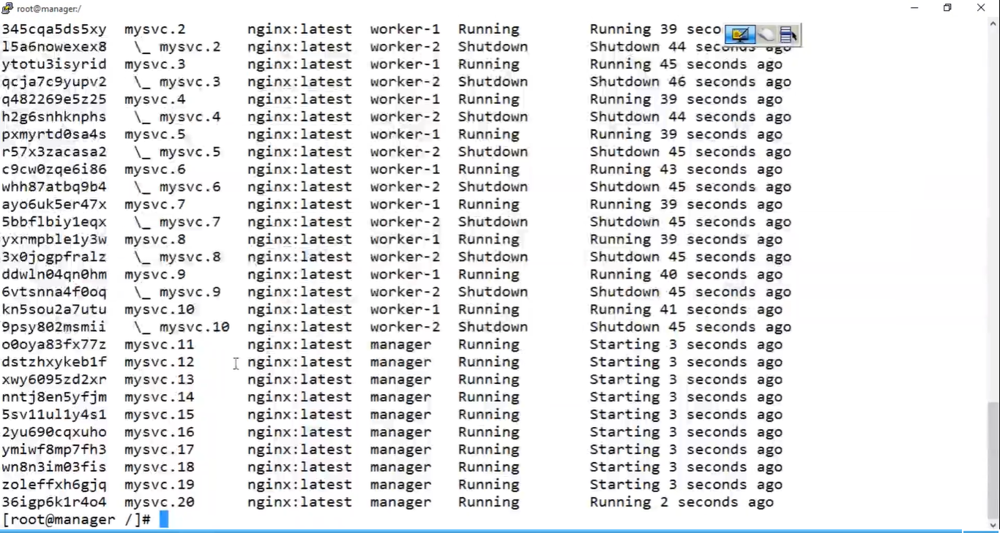 root@manager:/
345cqa5ds5xy mysvc.2 nginx:latest worker-1 Running Running 39 seco
l5a6nowexex8 \_ mysvc.2 nginx:latest worker-2 Shutdown Shutdown 44 seconds ago
ytotu3isyrid mysvc.3 nginx:latest worker-1 Running Running 45 seconds ago
qcja7c9yupv2 \_ mysvc.3 nginx:latest worker-2 Shutdown Shutdown 46 seconds ago
q482269e5z25 mysvc.4 nginx:latest worker-1 Running Running 39 seconds ago
h2g6snhknphs \_ mysvc.4 nginx:latest worker-2 Shutdown Shutdown 44 seconds ago
pxmyrtd0sa4s mysvc.5 nginx:latest worker-1 Running Running 39 seconds ago
r57x3zacasa2 \_ mysvc.5 nginx:latest worker-2 Shutdown Shutdown 45 seconds ago
c9cw0zqe6i86 mysvc.6 nginx:latest worker-1 Running Running 43 seconds ago
whh87atbq9b4 \_ mysvc.6 nginx:latest worker-2 Shutdown Shutdown 45 seconds ago
ayo6uk5er47x mysvc.7 nginx:latest worker-1 Running Running 39 seconds ago
5bbflbiy1eqx \_ mysvc.7 nginx:latest worker-2 Shutdown Shutdown 45 seconds ago
yxrmpble1y3w mysvc.8 nginx:latest worker-1 Running Running 39 seconds ago
3x0jogpfralz \_ mysvc.8 nginx:latest worker-2 Shutdown Shutdown 45 seconds ago
ddwln04qn0hm mysvc.9 nginx:latest worker-1 Running Running 40 seconds ago
6vtsnna4f0oq \_ mysvc.9 nginx:latest worker-2 Shutdown Shutdown 45 seconds ago
kn5sou2a7utu mysvc.10 nginx:latest worker-1 Running Running 41 seconds ago
9psy802msmii \_ mysvc.10 nginx:latest worker-2 Shutdown Shutdown 45 seconds ago
o0oya83fx77z mysvc.11 nginx:latest manager Running Starting 3 seconds ago
dstzhxykeb1f mysvc.12 nginx:latest manager Running Starting 3 seconds ago
xwy6095zd2xr mysvc.13 nginx:latest manager Running Starting 3 seconds ago
nntj8en5yfjm mysvc.14 nginx:latest manager Running Starting 3 seconds ago
5sv11ul1y4s1 mysvc.15 nginx:latest manager Running Starting 3 seconds ago
2yu690cqxuho mysvc.16 nginx:latest manager Running Starting 3 seconds ago
ymiwf8mp7fh3 mysvc.17 nginx:latest manager Running Starting 3 seconds ago
wn8n3im03fis mysvc.18 nginx:latest manager Running Starting 3 seconds ago
zoleffxh6gjq mysvc.19 nginx:latest manager Running Starting 3 seconds ago
36igp6k1r4o4 mysvc.20 nginx:latest manager Running Running 2 seconds ago
[root@manager /]#